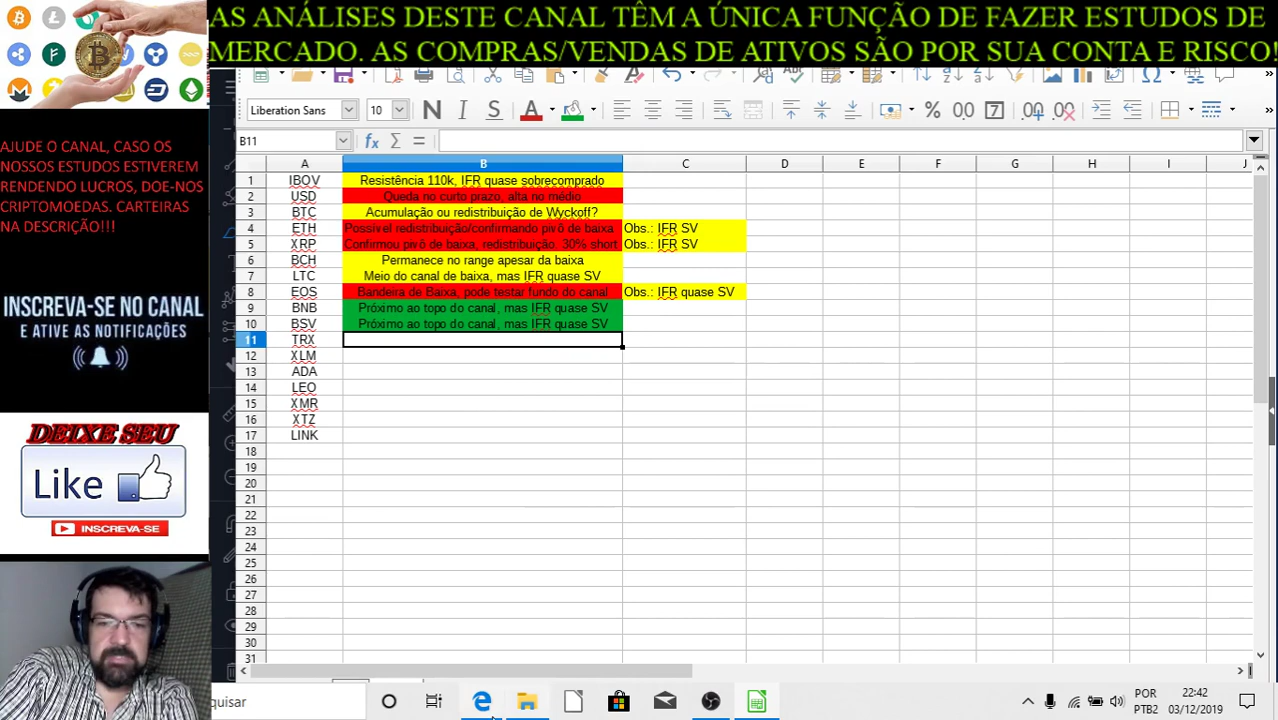 AS ANÁLISES DESTE CANAL TÊM A ÚNICA FUNÇÃO DE FAZER ESTUDOS DE
MERCADO. AS COMPRAS/VENDAS DE ATIVOS SÃO POR SUA CONTA E RISCO!
AJUDE O CANAL, CASO OS
NOSSOS ESTUDOS ESTIVEREM
RENDENDO LUCROS, DOE-NOS
CRIPTOMOEDAS. CARTEIRAS
NA DESCRIÇÃO!!!
INSCREVA-SE NO CANAL
E ATIVE AS NOTIFICAÇÕES
DEIXE SEU
Like
INSCREVA-SE
Liberation Sans 10 N I S
B11
A B C D E F G H I J
1 IBOV Resistência 110k, IFR quase sobrecomprado
2 USD Queda no curto prazo, alta no médio
3 BTC Acumulação ou redistribuição de Wyckoff?
4 ETH Possível redistribuição/confirmando pivô de baixa Obs.: IFR SV
5 XRP Confirmou pivô de baixa, redistribuição. 30% short Obs.: IFR SV
6 BCH Permanece no range apesar da baixa
7 LTC Meio do canal de baixa, mas IFR quase SV
8 EOS Bandeira de Baixa, pode testar fundo do canal Obs.: IFR quase SV
9 BNB Próximo ao topo do canal, mas IFR quase SV
10 BSV Próximo ao topo do canal, mas IFR quase SV
11 TRX
12 XLM
13 ADA
14 LEO
15 XMR
16 XTZ
17 LINK
18
19
20
21
22
23
24
25
26
27
28
29
30
31
quisar
POR
PTB2
22:42
03/12/2019